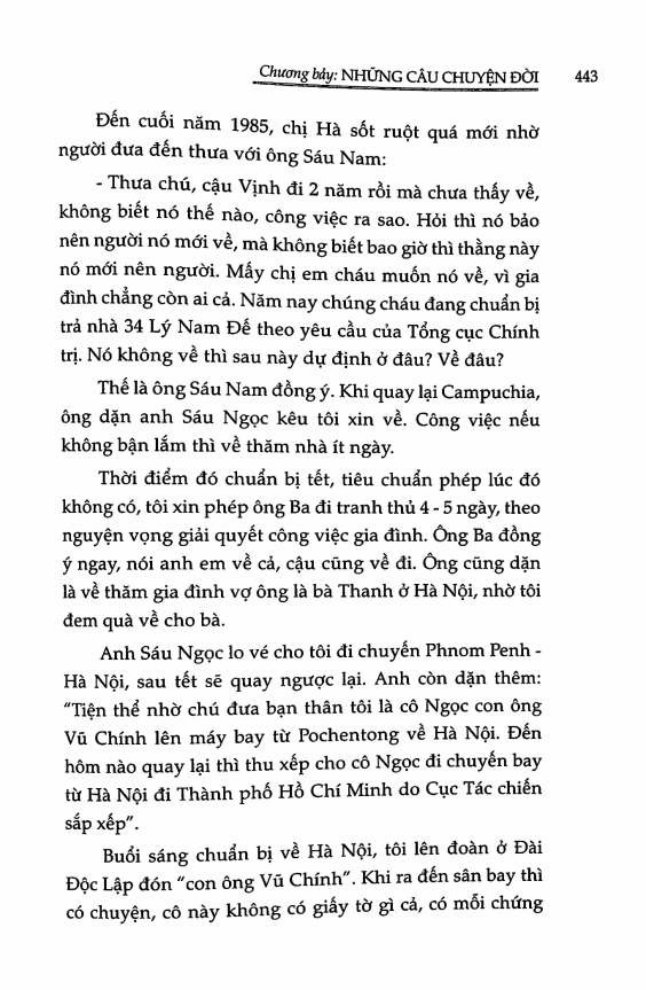 Chương bảy: NHỮNG CÂU CHUYỆN ĐỜI 443
Đến cuối năm 1985, chị Hà sốt ruột quá mới nhờ
người đưa đến thưa với ông Sáu Nam:
- Thưa chú, cậu Vịnh đi 2 năm rồi mà chưa thấy về,
không biết nó thế nào, công việc ra sao. Hỏi thì nó bảo
nên người nó mới về, mà không biết bao giờ thì thằng này
nó mới nên người. Mấy chị em cháu muốn nó về, vì gia
đình chẳng còn ai cả. Năm nay chúng cháu đang chuẩn bị
trả nhà 34 Lý Nam Đế theo yêu cầu của Tổng cục Chính
trị. Nó không về thì sau này dự định ở đâu? Về đâu?
Thế là ông Sáu Nam đồng ý. Khi quay lại Campuchia,
ông dặn anh Sáu Ngọc kêu tôi xin về. Công việc nếu
không bận lắm thì về thăm nhà ít ngày.
Thời điểm đó chuẩn bị tết, tiêu chuẩn phép lúc đó
không có, tôi xin phép ông Ba đi tranh thủ 4 - 5 ngày, theo
nguyện vọng giải quyết công việc gia đình. Ông Ba đồng
ý ngay, nói anh em về cả, cậu cũng về đi. Ông cũng dặn
là về thăm gia đình vợ ông là bà Thanh ở Hà Nội, nhờ tôi
đem quà về cho bà.
Anh Sáu Ngọc lo vé cho tôi đi chuyến Phnom Penh -
Hà Nội, sau tết sẽ quay ngược lại. Anh còn dặn thêm:
“Tiện thể nhờ chú đưa bạn thân tôi là cô Ngọc con ông
Vũ Chính lên máy bay từ Pochentong về Hà Nội. Đến
hôm nào quay lại thì thu xếp cho cô Ngọc đi chuyến bay
từ Hà Nội đi Thành phố Hồ Chí Minh do Cục Tác chiến
sắp xếp”.
Buổi sáng chuẩn bị về Hà Nội, tôi lên đoàn ở Đài
Độc Lập đón “con ông Vũ Chính”. Khi ra đến sân bay thì
có chuyện, cô này không có giấy tờ gì cả, có mỗi chứng